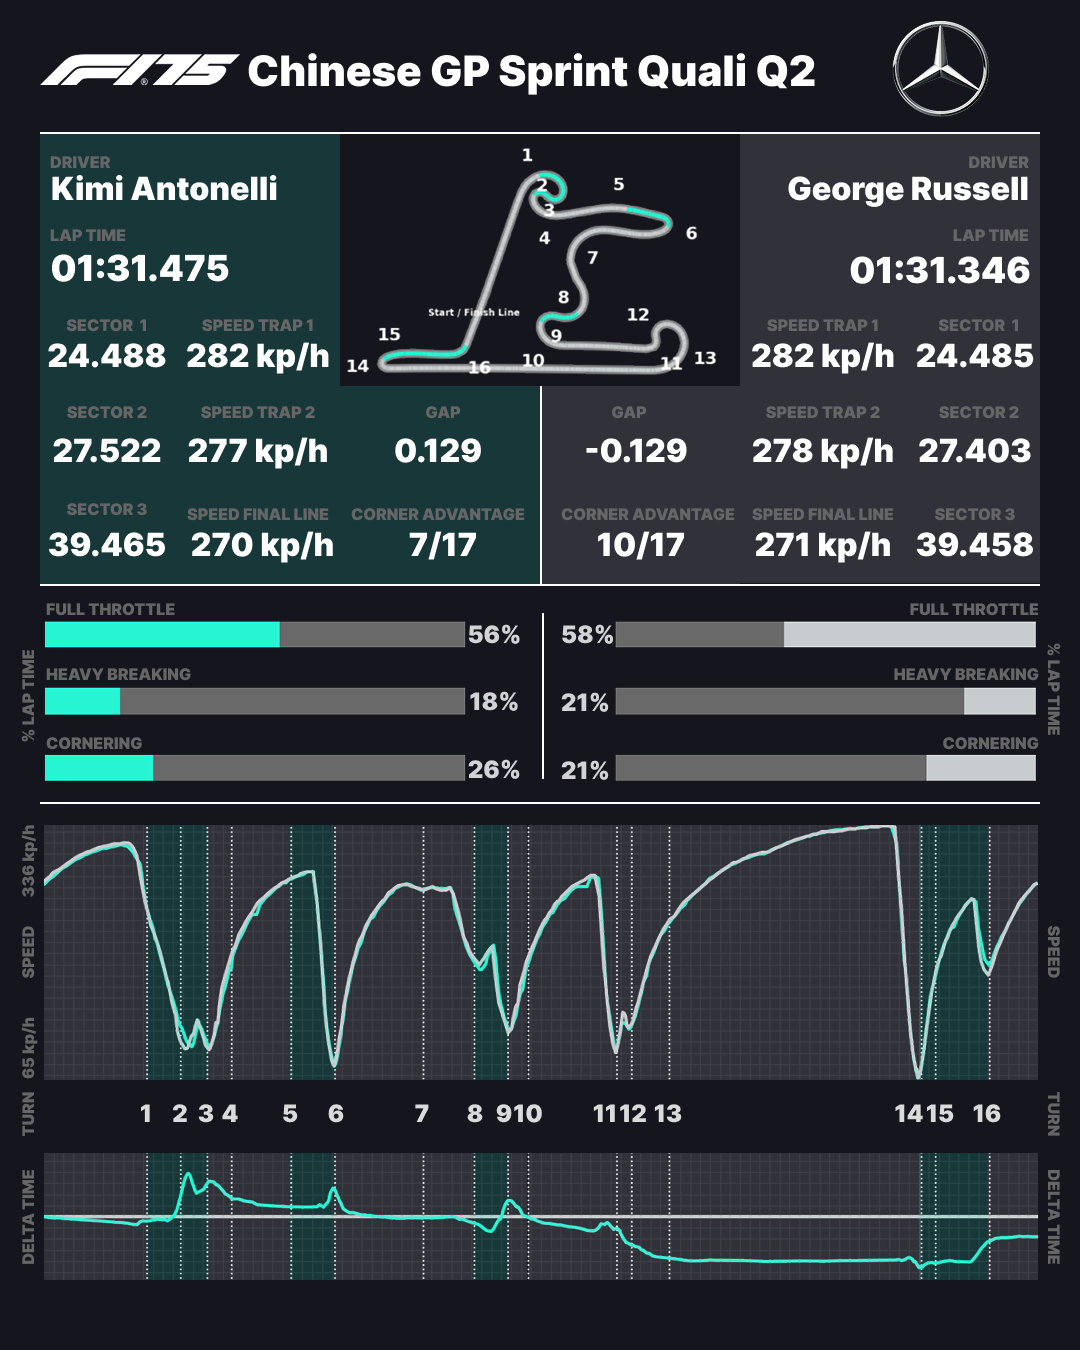 F1® 75 Chinese GP Sprint Quali Q2
DRIVER
Kimi Antonelli
LAP TIME
01:31.475
SECTOR 1 SPEED TRAP 1
24.488 282 kp/h
SECTOR 2 SPEED TRAP 2 GAP
27.522 277 kp/h 0.129
SECTOR 3 SPEED FINAL LINE CORNER ADVANTAGE
39.465 270 kp/h 7/17
1
2
3
4
5
6
7
8
9
10
11
12
13
14
15
16
Start / Finish Line
DRIVER
George Russell
LAP TIME
01:31.346
SPEED TRAP 1 SECTOR 1
282 kp/h 24.485
GAP SPEED TRAP 2 SECTOR 2
-0.129 278 kp/h 27.403
CORNER ADVANTAGE SPEED FINAL LINE SECTOR 3
10/17 271 kp/h 39.458
% LAP TIME
FULL THROTTLE
56%
HEAVY BREAKING
18%
CORNERING
26%
FULL THROTTLE
58%
HEAVY BREAKING
21%
CORNERING
21%
% LAP TIME
336 kp/h
SPEED
65 kp/h
SPEED
TURN 1 2 3 4 5 6 7 8 9 10 11 12 13 14 15 16 TURN
DELTA TIME
DELTA TIME